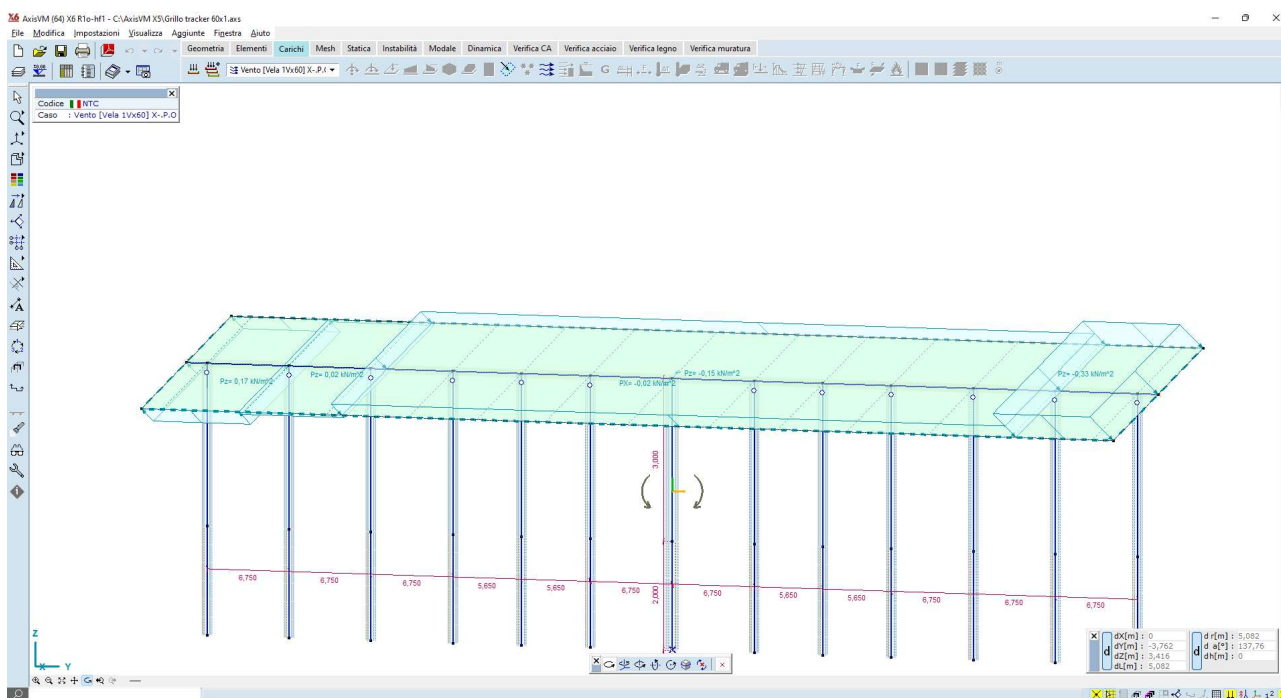 AxisVM (64) X6 R1o-hf1 - C:\AxisVM X5\Grillo tracker 60x1.axs
File Modifica Impostazioni Visualizza Aggiunte Finestra Aiuto
Geometria Elementi Carichi Mesh Statica Instabilità Modale Dinamica Verifica CA Verifica acciaio Verifica legno Verifica muratura
Vento [Vela 1Vx60] X-.P.(
Codice NTC
Caso : Vento [Vela 1Vx60] X-.P.O
Pz= 0,17 kN/m^2
Pz= 0,02 kN/m^2
PX= -0,02 kN/m^2
Pz= -0,15 kN/m^2
Pz= -0,33 kN/m^2
3,000
6,750 6,750 6,750 5,650 5,650 6,750 6,750 5,650 5,650 6,750 6,750 6,750
2,000
Z
X Y
dX[m] : 0
dY[m] : -3,762
dZ[m] : 3,416
dL[m] : 5,082
d r[m] : 5,082
d a[°] : 137,76
dh[m] : 0